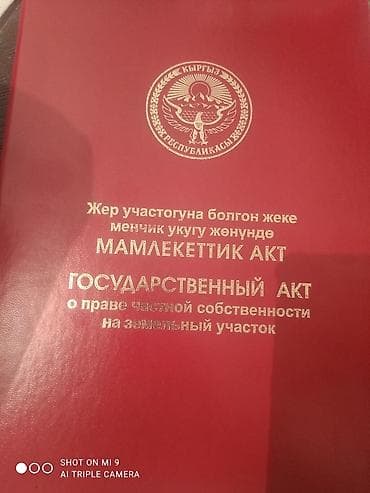 КЫРГЫЗ
РЕСПУБЛИКАСЫ
Жер участогуна болгон жеке
менчик укугу жөнүндө
МАМЛЕКЕТТИК АКТ
ГОСУДАРСТВЕННЫЙ АКТ
о праве частной собственности
на земельный участок
SHOT ON MI 9
AI TRIPLE CAMERA